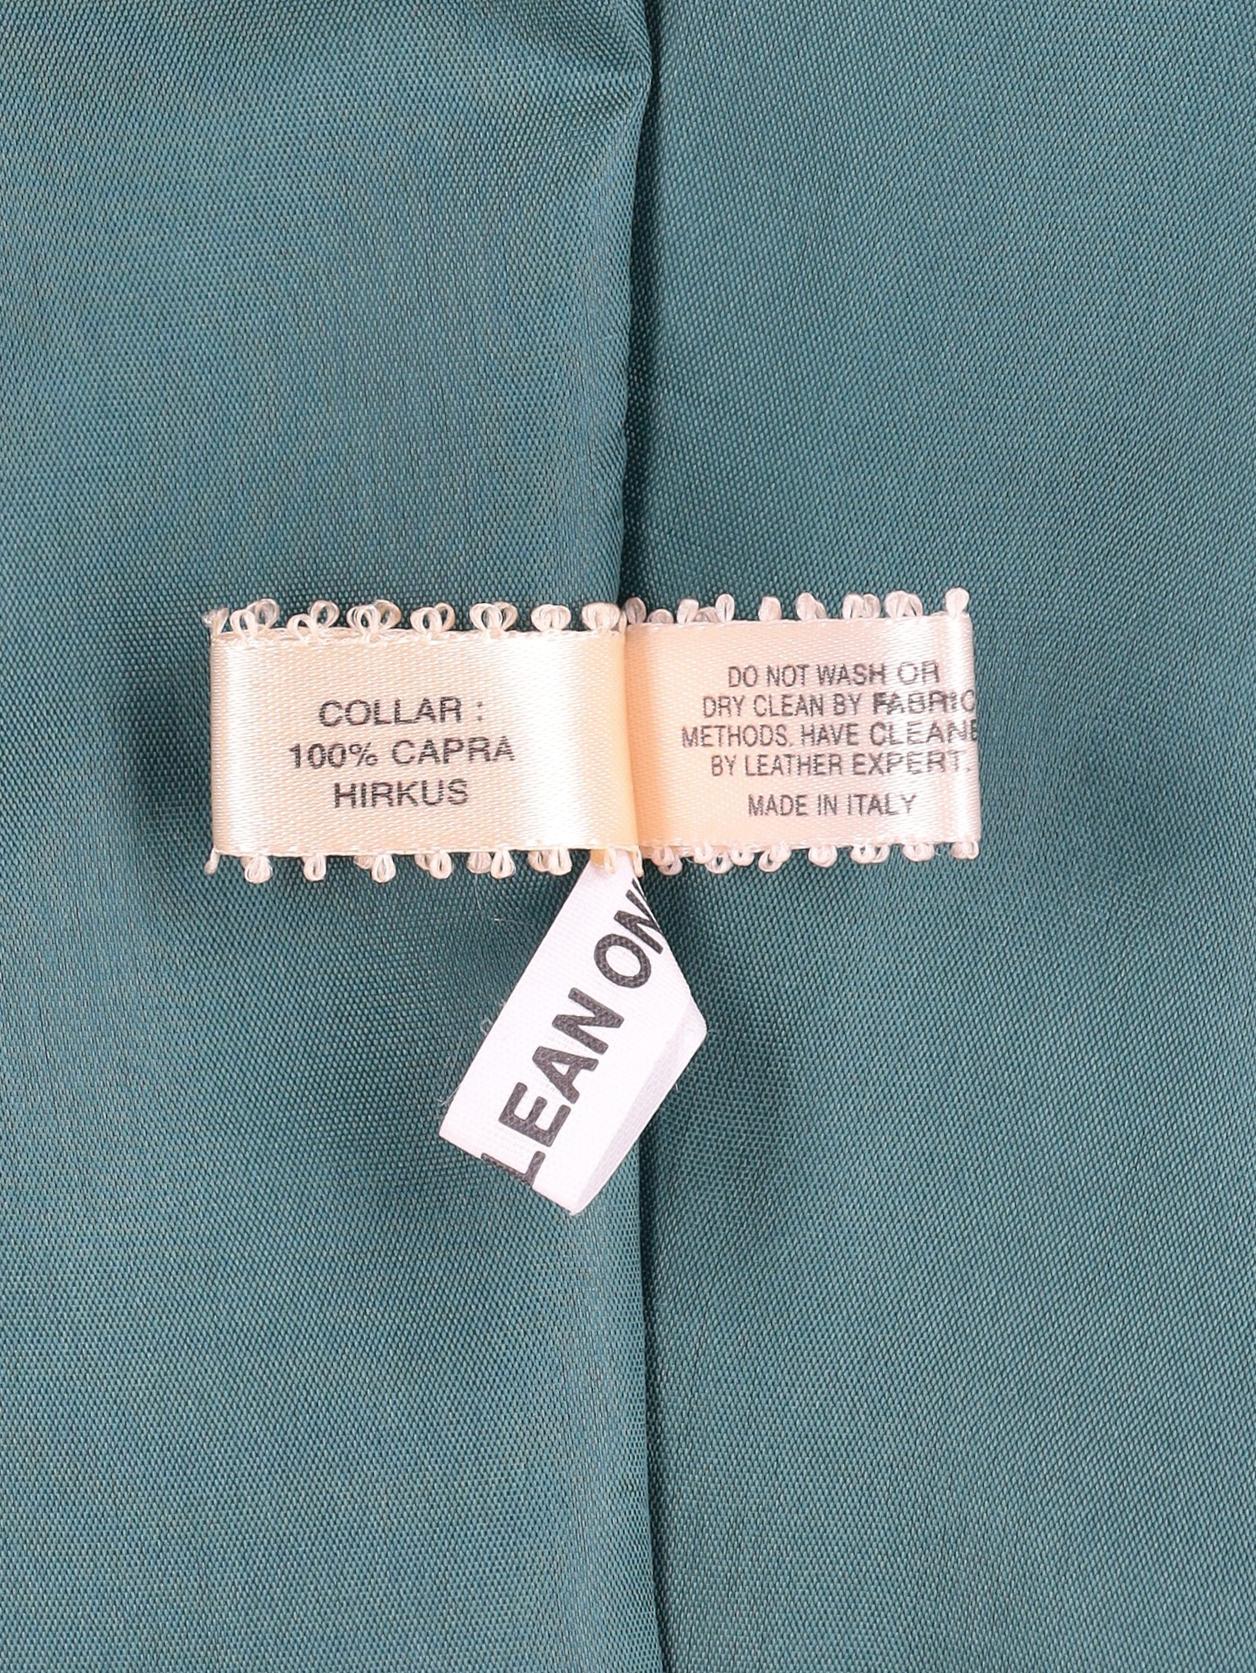 COLLAR :
100% CAPRA
HIRKUS
DO NOT WASH OR
DRY CLEAN BY FABRIC
METHODS. HAVE CLEANE
BY LEATHER EXPERT.
MADE IN ITALY
LEAN ON